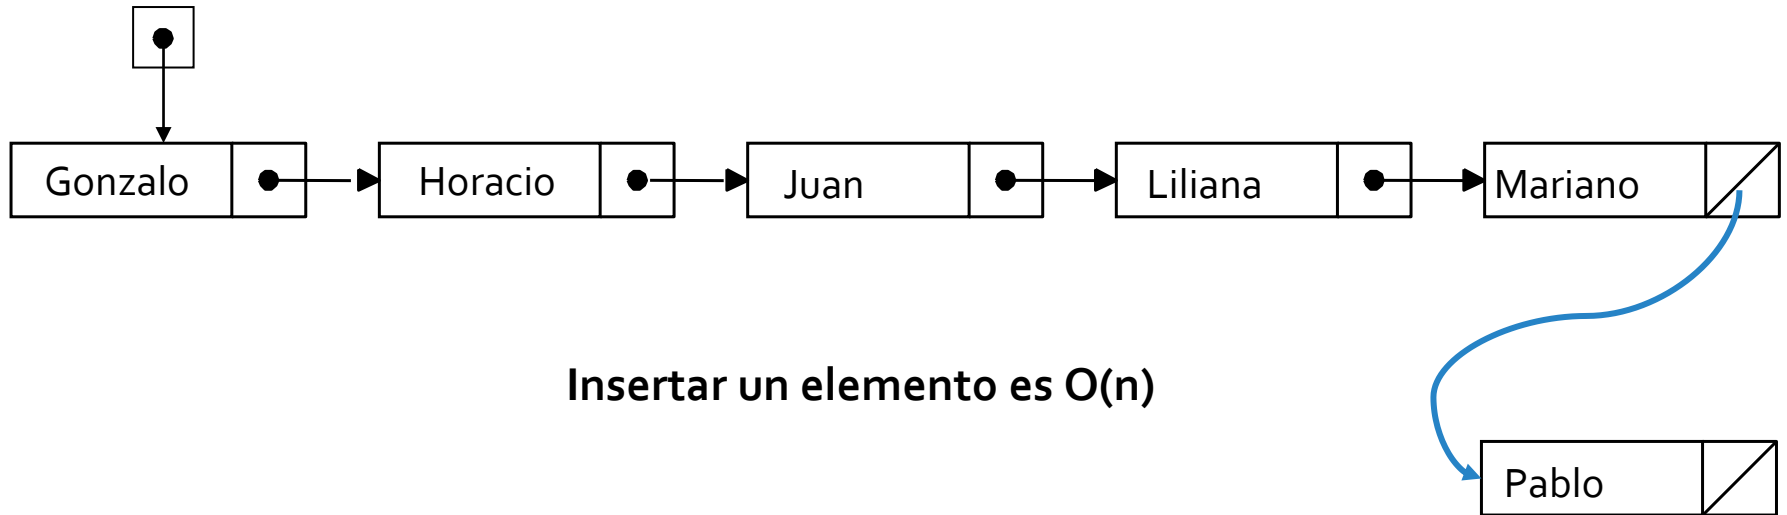 Gonzalo
Horacio
Juan
Liliana
Mariano
Insertar un elemento es O(n)
Pablo